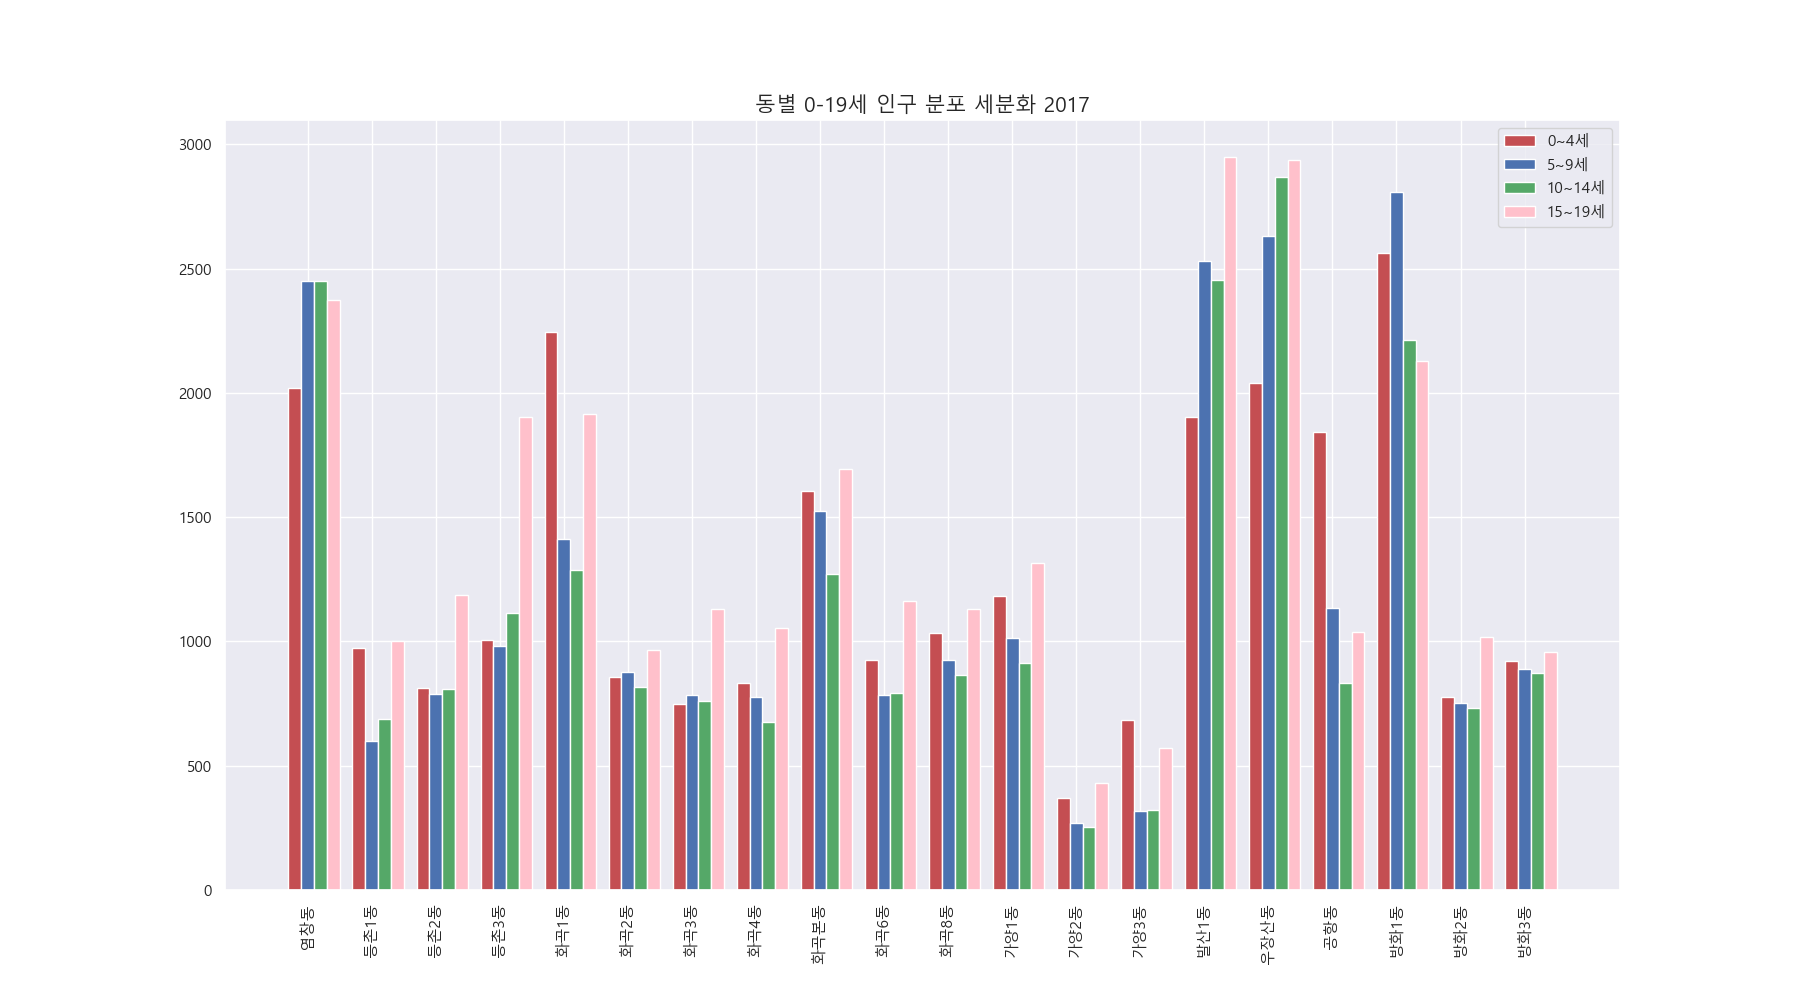 동별 0-19세 인구 분포 세분화 2017
0~4세
5~9세
10~14세
15~19세
3000
2500
2000
1500
1000
500
0
염창동
등촌1동
등촌2동
등촌3동
화곡1동
화곡2동
화곡3동
화곡4동
화곡본동
화곡6동
화곡8동
가양1동
가양2동
가양3동
발산1동
우장산동
공항동
방화1동
방화2동
방화3동